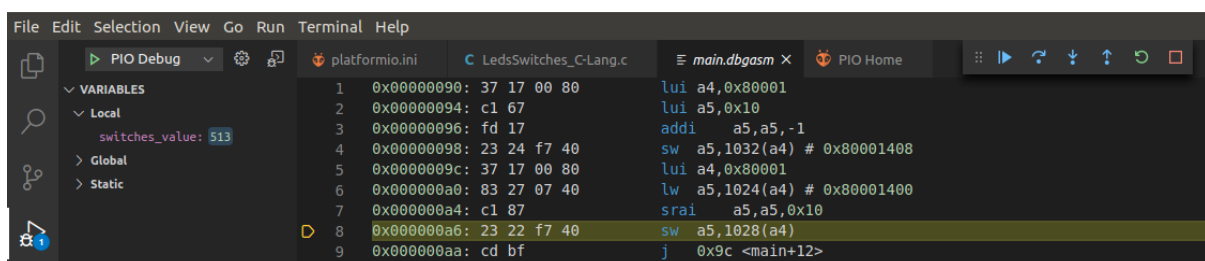 File Edit Selection View Go Run Terminal Help
PIO Debug
platformio.ini
C LedsSwitches_C-Lang.c
main.dbgasm
PIO Home
VARIABLES
Local
switches_value: 513
Global
Static
1
1 0x00000090: 37 17 00 80 lui a4,0x80001
2 0x00000094: c1 67 lui a5,0x10
3 0x00000096: fd 17 addi a5,a5,-1
4 0x00000098: 23 24 f7 40 sw a5,1032(a4) # 0x80001408
5 0x0000009c: 37 17 00 80 lui a4,0x80001
6 0x000000a0: 83 27 07 40 lw a5,1024(a4) # 0x80001400
7 0x000000a4: c1 87 srai a5,a5,0x10
8 0x000000a6: 23 22 f7 40 sw a5,1028(a4)
9 0x000000aa: cd bf j 0x9c <main+12>